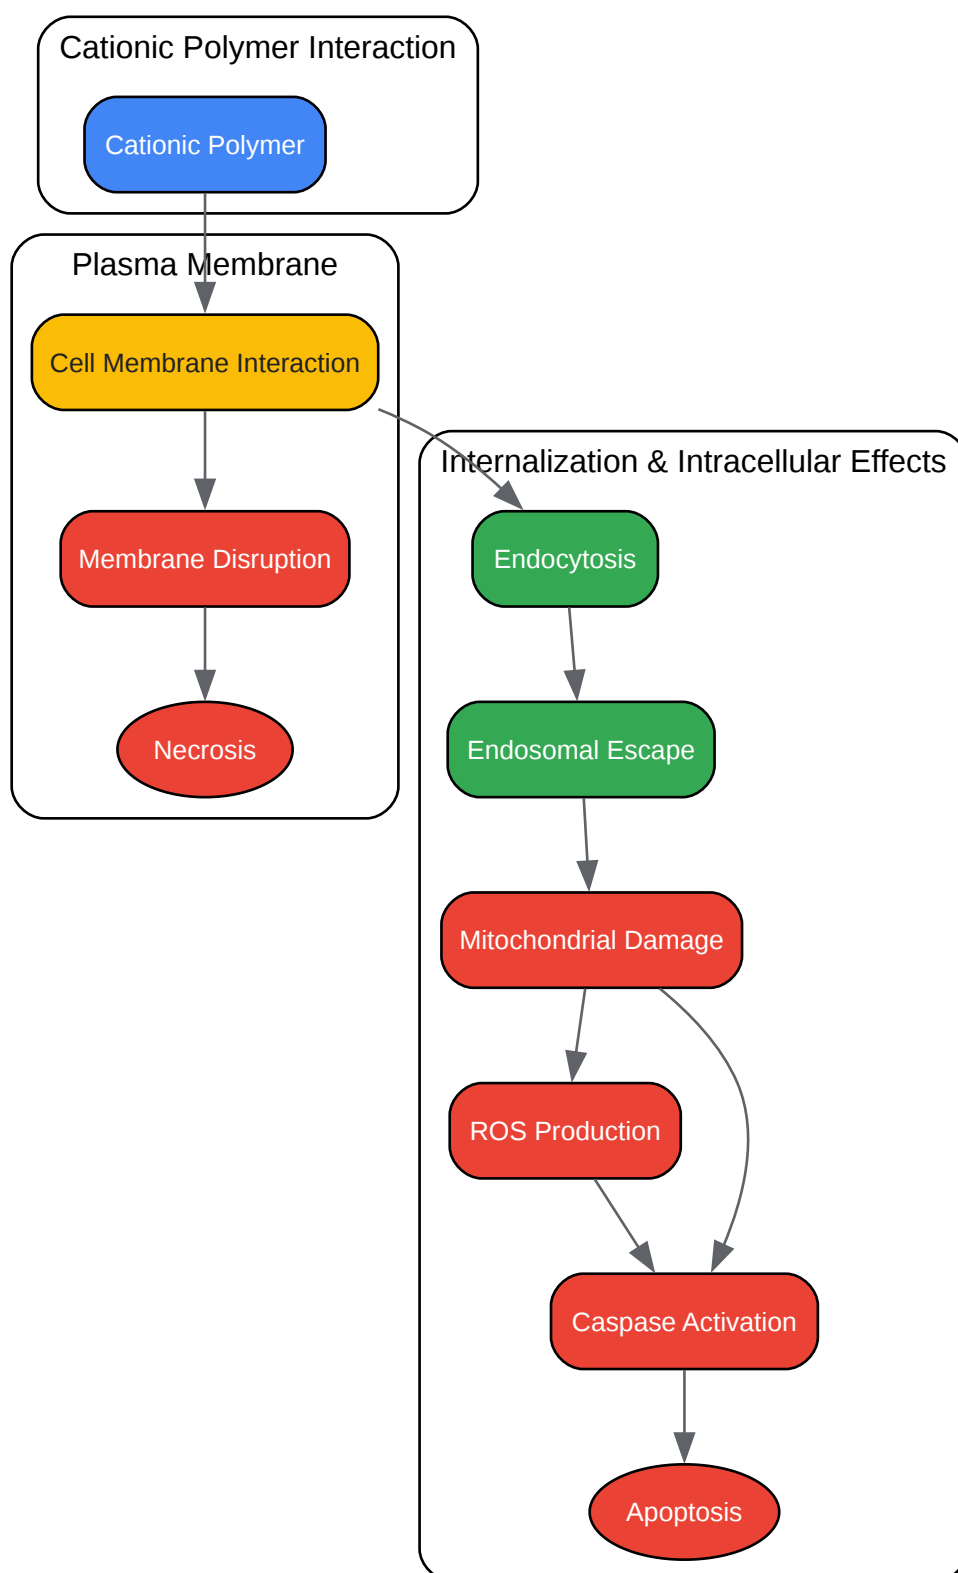 Cationic Polymer Interaction
Cationic Polymer
Plasma Membrane
Cell Membrane Interaction
Internalization & Intracellular Effects
Membrane Disruption
Endocytosis
Necrosis
Endosomal Escape
Mitochondrial Damage
ROS Production
Caspase Activation
Apoptosis